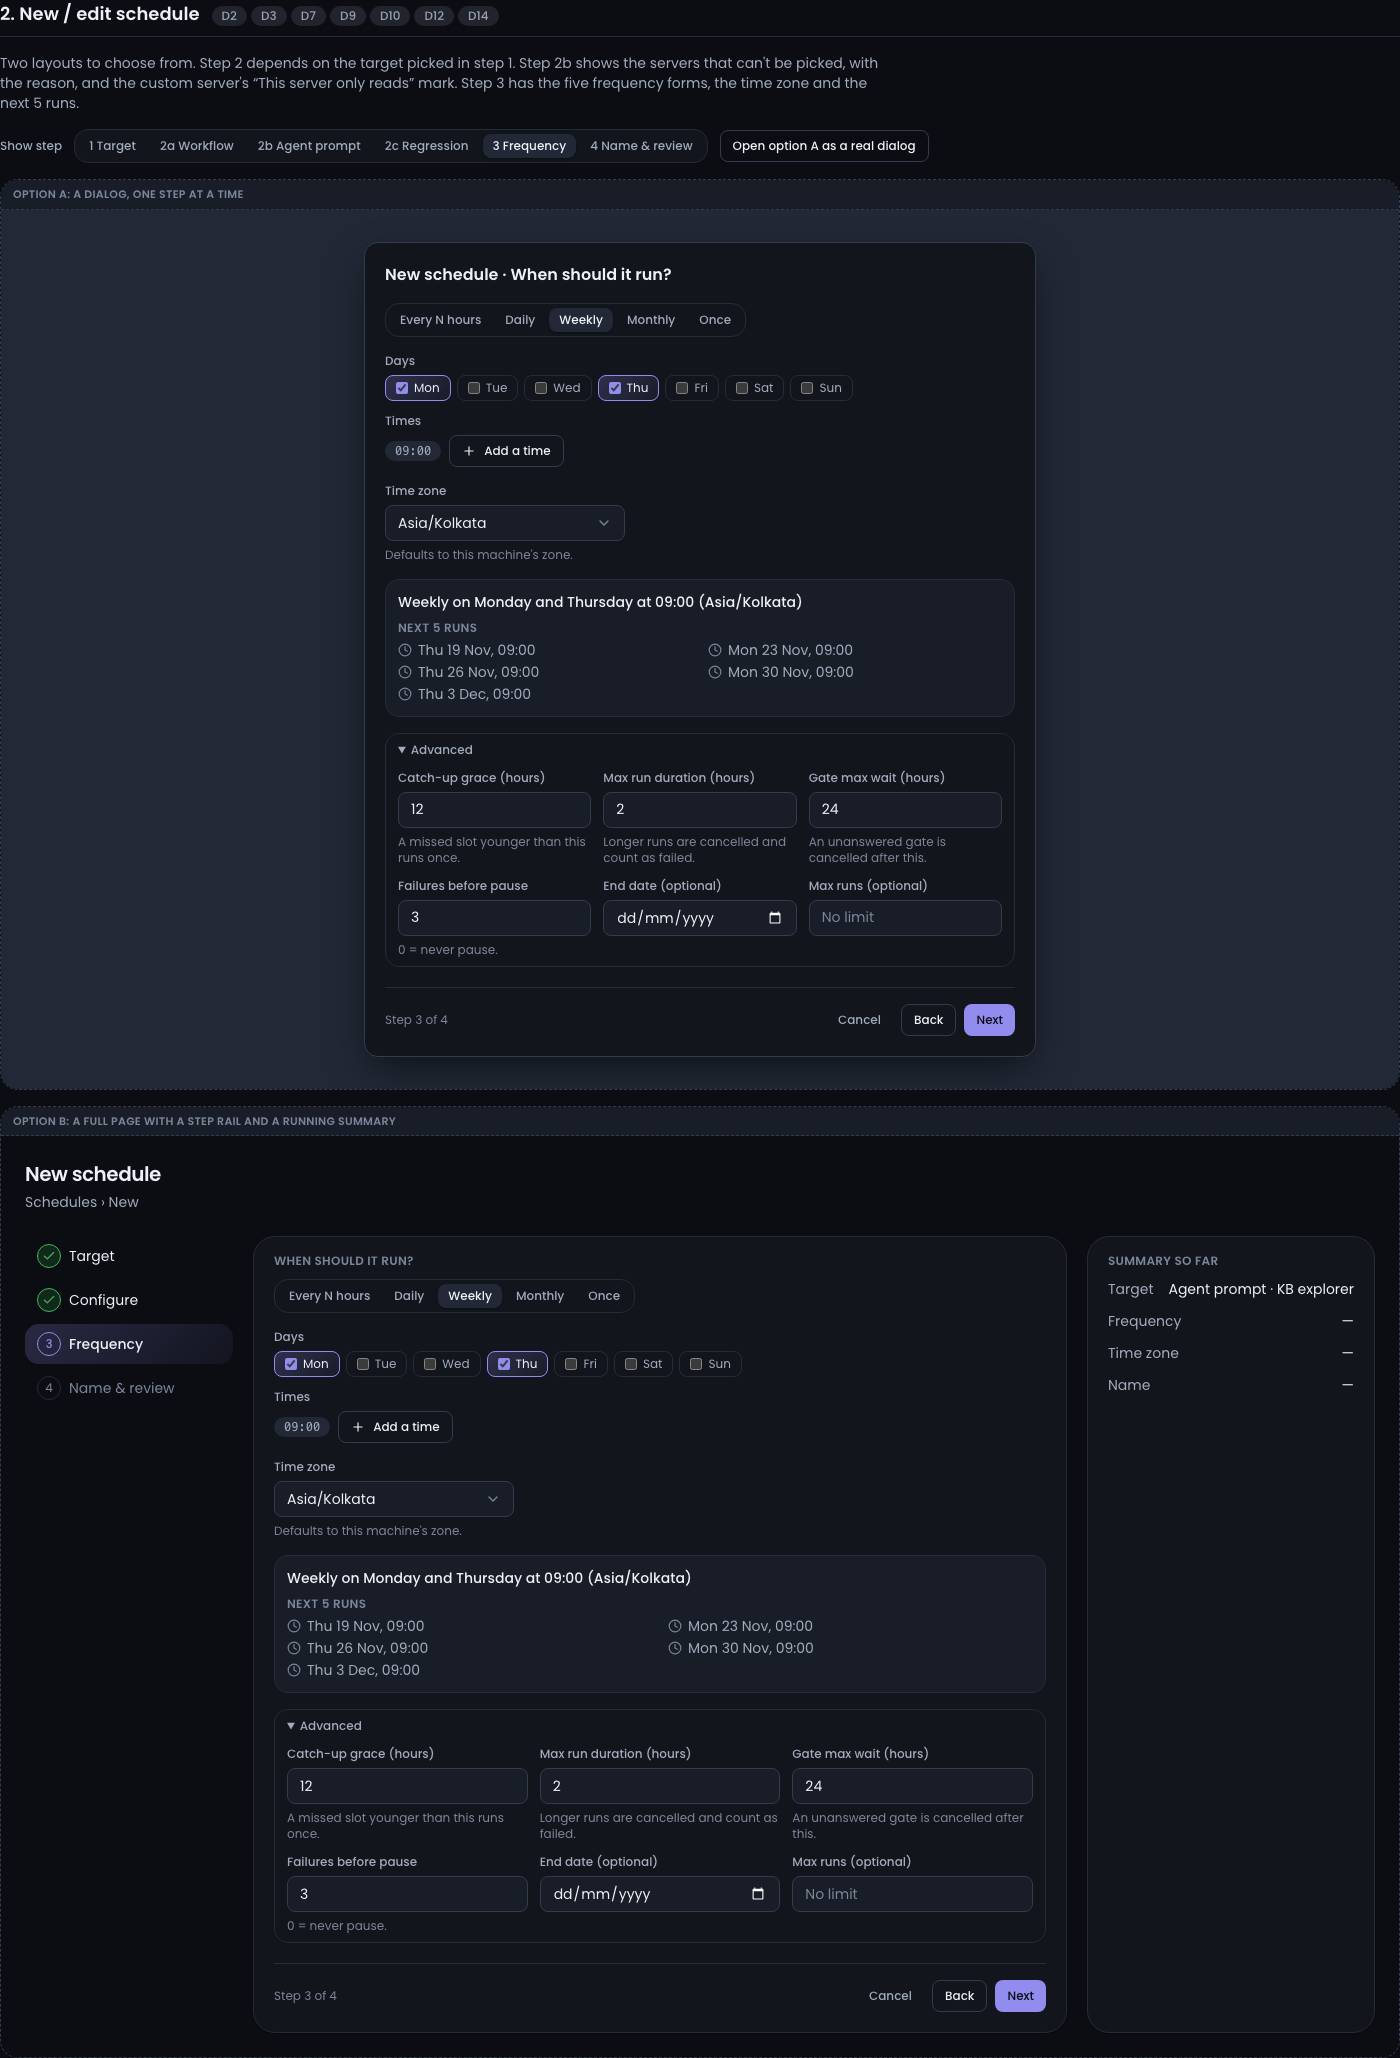 2. New / edit schedule D2 D3 D7 D9 D10 D12 D14
Two layouts to choose from. Step 2 depends on the target picked in step 1. Step 2b shows the servers that can't be picked, with
the reason, and the custom server's “This server only reads” mark. Step 3 has the five frequency forms, the time zone and the
next 5 runs.
Show step 1 Target 2a Workflow 2b Agent prompt 2c Regression 3 Frequency 4 Name & review Open option A as a real dialog
OPTION A: A DIALOG, ONE STEP AT A TIME
New schedule · When should it run?
Every N hours Daily Weekly Monthly Once
Days
Mon Tue Wed Thu Fri Sat Sun
Times
09:00 + Add a time
Time zone
Asia/Kolkata
Defaults to this machine's zone.
Weekly on Monday and Thursday at 09:00 (Asia/Kolkata)
NEXT 5 RUNS
Thu 19 Nov, 09:00 Mon 23 Nov, 09:00
Thu 26 Nov, 09:00 Mon 30 Nov, 09:00
Thu 3 Dec, 09:00
▼ Advanced
Catch-up grace (hours) Max run duration (hours) Gate max wait (hours)
12 2 24
A missed slot younger than this Longer runs are cancelled and An unanswered gate is
runs once. count as failed. cancelled after this.
Failures before pause End date (optional) Max runs (optional)
3 dd/mm/yyyy No limit
0 = never pause.
Step 3 of 4 Cancel Back Next
OPTION B: A FULL PAGE WITH A STEP RAIL AND A RUNNING SUMMARY
New schedule
Schedules › New
Target
Configure
3 Frequency
4 Name & review
WHEN SHOULD IT RUN?
Every N hours Daily Weekly Monthly Once
Days
Mon Tue Wed Thu Fri Sat Sun
Times
09:00 + Add a time
Time zone
Asia/Kolkata
Defaults to this machine's zone.
Weekly on Monday and Thursday at 09:00 (Asia/Kolkata)
NEXT 5 RUNS
Thu 19 Nov, 09:00 Mon 23 Nov, 09:00
Thu 26 Nov, 09:00 Mon 30 Nov, 09:00
Thu 3 Dec, 09:00
▼ Advanced
Catch-up grace (hours) Max run duration (hours) Gate max wait (hours)
12 2 24
A missed slot younger than this runs Longer runs are cancelled and count as An unanswered gate is cancelled after
once. failed. this.
Failures before pause End date (optional) Max runs (optional)
3 dd/mm/yyyy No limit
0 = never pause.
Step 3 of 4 Cancel Back Next
SUMMARY SO FAR
Target Agent prompt · KB explorer
Frequency —
Time zone —
Name —